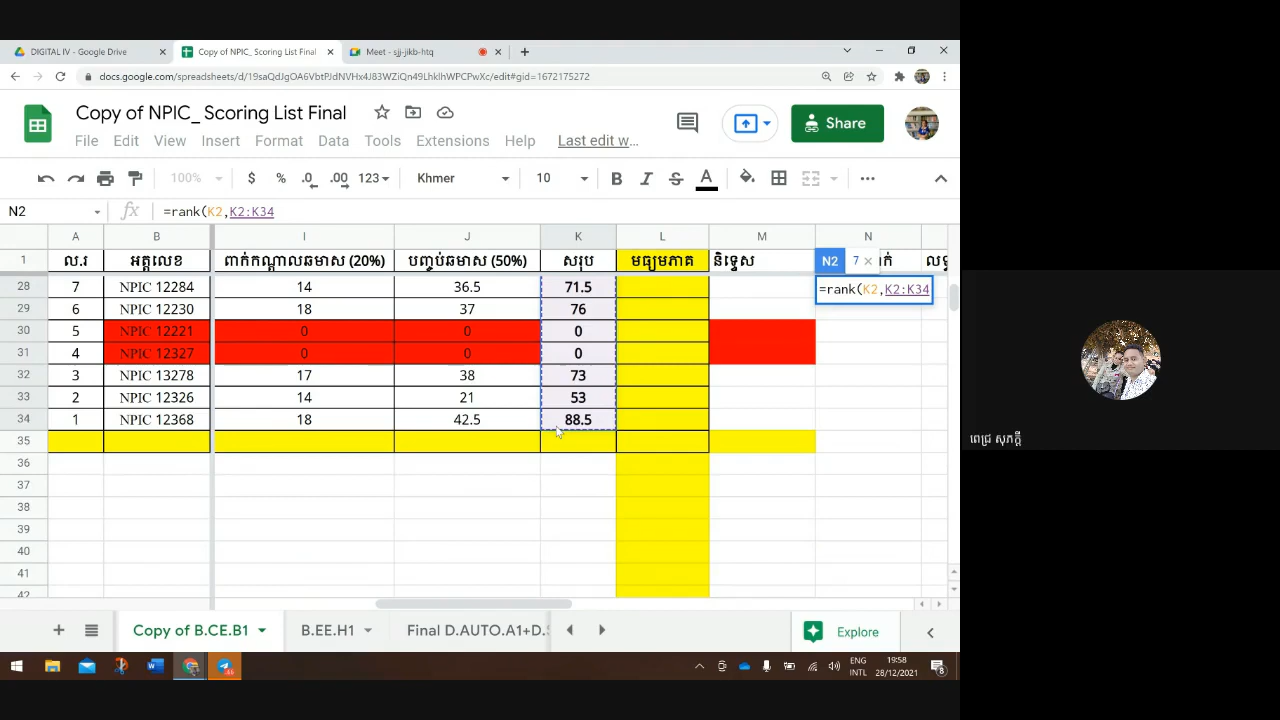 DIGITAL IV - Google Drive
Copy of NPIC_ Scoring List Final
Meet - sjj-jikb-htq
docs.google.com/spreadsheets/d/19saQdJgOA6VbtPJdNVHx4J83WZiQn49LhklhWPCPwXc/edit#gid=1672175272
Copy of NPIC_ Scoring List Final
Share
File Edit View Insert Format Data Tools Extensions Help Last edit w...
100% $ % .0 .00 123 Khmer 10 B I S A
N2 fx =rank(K2,K2:K34
A B I J K L M N
1 ល.រ អត្តលេខ ពាក់កណ្តាលឆមាស (20%) បញ្ចប់ឆមាស (50%) សរុប មធ្យមភាគ និទ្ទេស N2 7 ×
28 7 NPIC 12284 14 36.5 71.5 =rank(K2,K2:K34
29 6 NPIC 12230 18 37 76
30 5 NPIC 12221 0 0 0
31 4 NPIC 12327 0 0 0
32 3 NPIC 13278 17 38 73
33 2 NPIC 12326 14 21 53
34 1 NPIC 12368 18 42.5 88.5
35
36
37
38
39
40
41
42
Copy of B.CE.B1 B.EE.H1 Final D.AUTO.A1+D. Explore
ENG
INTL
19:58
28/12/2021
8
ពេជ្រ សុភក្តី